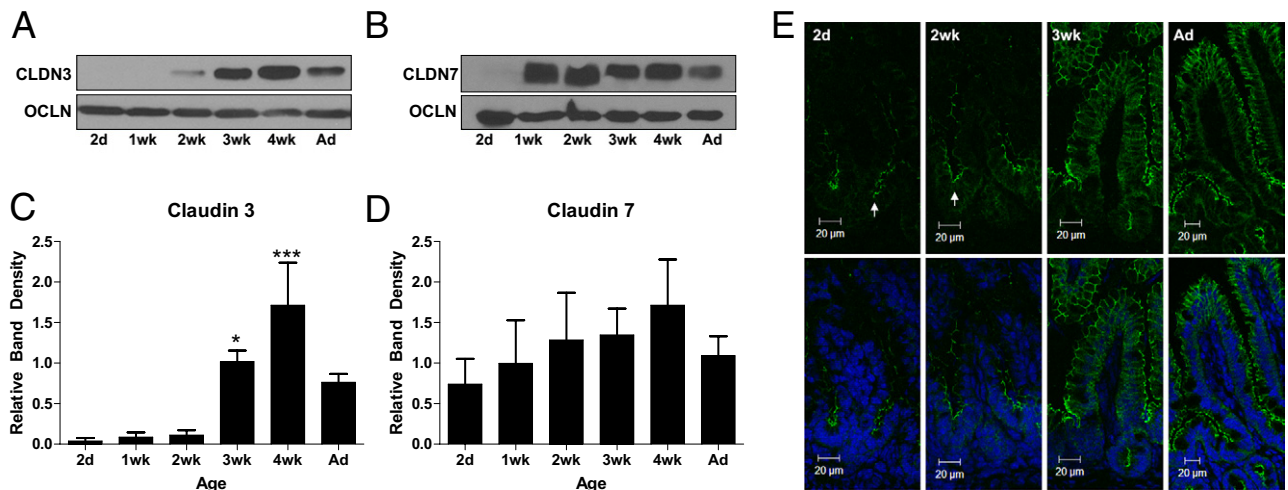 A
CLDN3
OCLN
2d 1wk 2wk 3wk 4wk Ad
B
CLDN7
OCLN
2d 1wk 2wk 3wk 4wk Ad
C
Claudin 3
Relative Band Density
2.5
2.0
1.5
1.0
0.5
0.0
* ***
2d 1wk 2wk 3wk 4wk Ad
Age
D
Claudin 7
Relative Band Density
2.5
2.0
1.5
1.0
0.5
0.0
2d 1wk 2wk 3wk 4wk Ad
Age
E
2d 2wk 3wk Ad
20 µm 20 µm 20 µm 20 µm
20 µm 20 µm 20 µm 20 µm